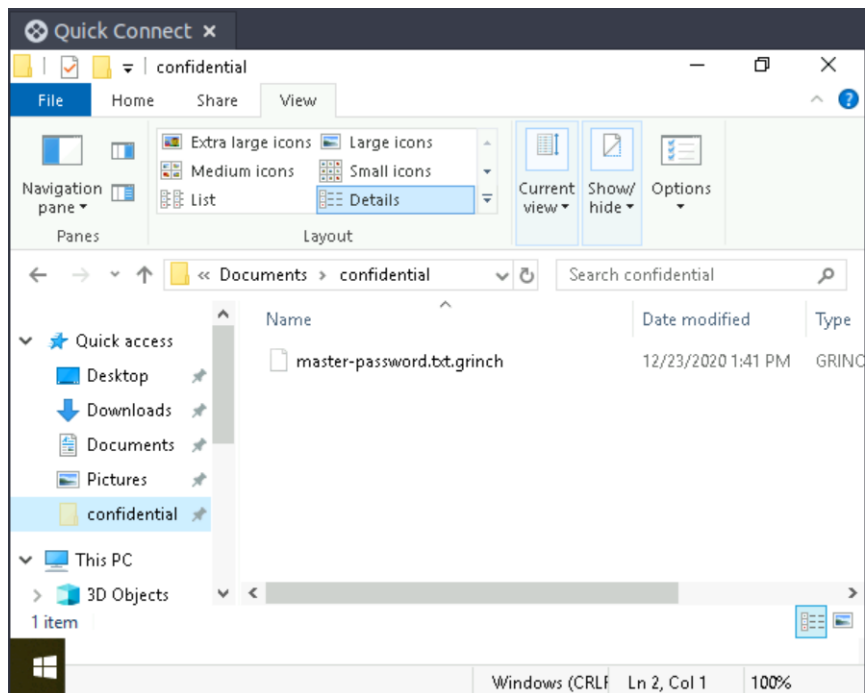 Quick Connect ×
confidential
File Home Share View
Extra large icons Large icons
Medium icons Small icons
List Details
Navigation pane
Current view
Show/ hide
Options
Panes Layout
« Documents > confidential Search confidential
Name Date modified Type
Quick access
master-password.txt.grinch 12/23/2020 1:41 PM GRINC
Desktop
Downloads
Documents
Pictures
confidential
This PC
3D Objects
1 item
Windows (CRLF Ln 2, Col 1 100%